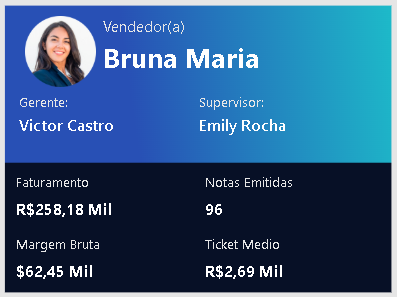 Vendedor(a)
Bruna Maria
Gerente: Supervisor:
Victor Castro Emily Rocha
Faturamento Notas Emitidas
R$258,18 Mil 96
Margem Bruta Ticket Medio
$62,45 Mil R$2,69 Mil